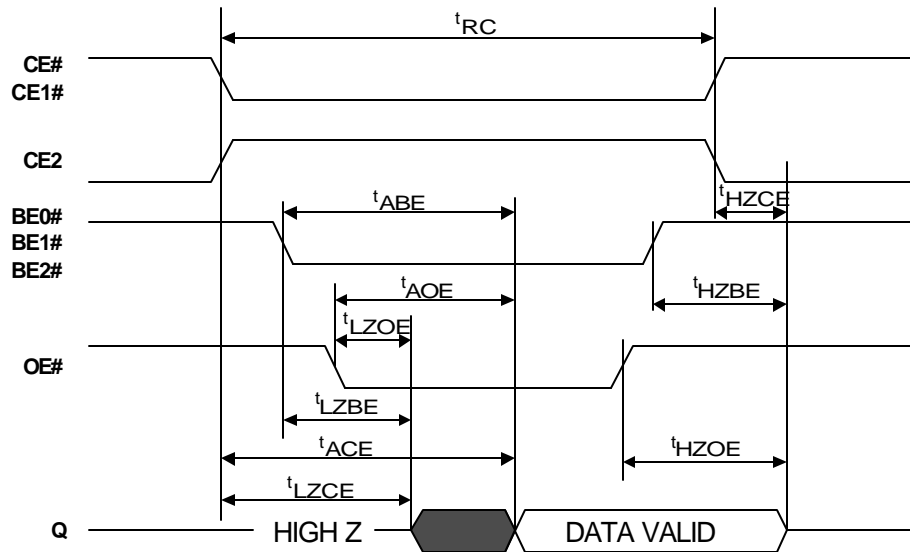 tRC
CE#
CE1#
CE2
tHZCE
BE0#
tABE
BE1#
BE2#
tAOE
tHZBE
tLZOE
OE#
tLZBE
tACE
tHZOE
tLZCE
Q
HIGH Z
DATA VALID